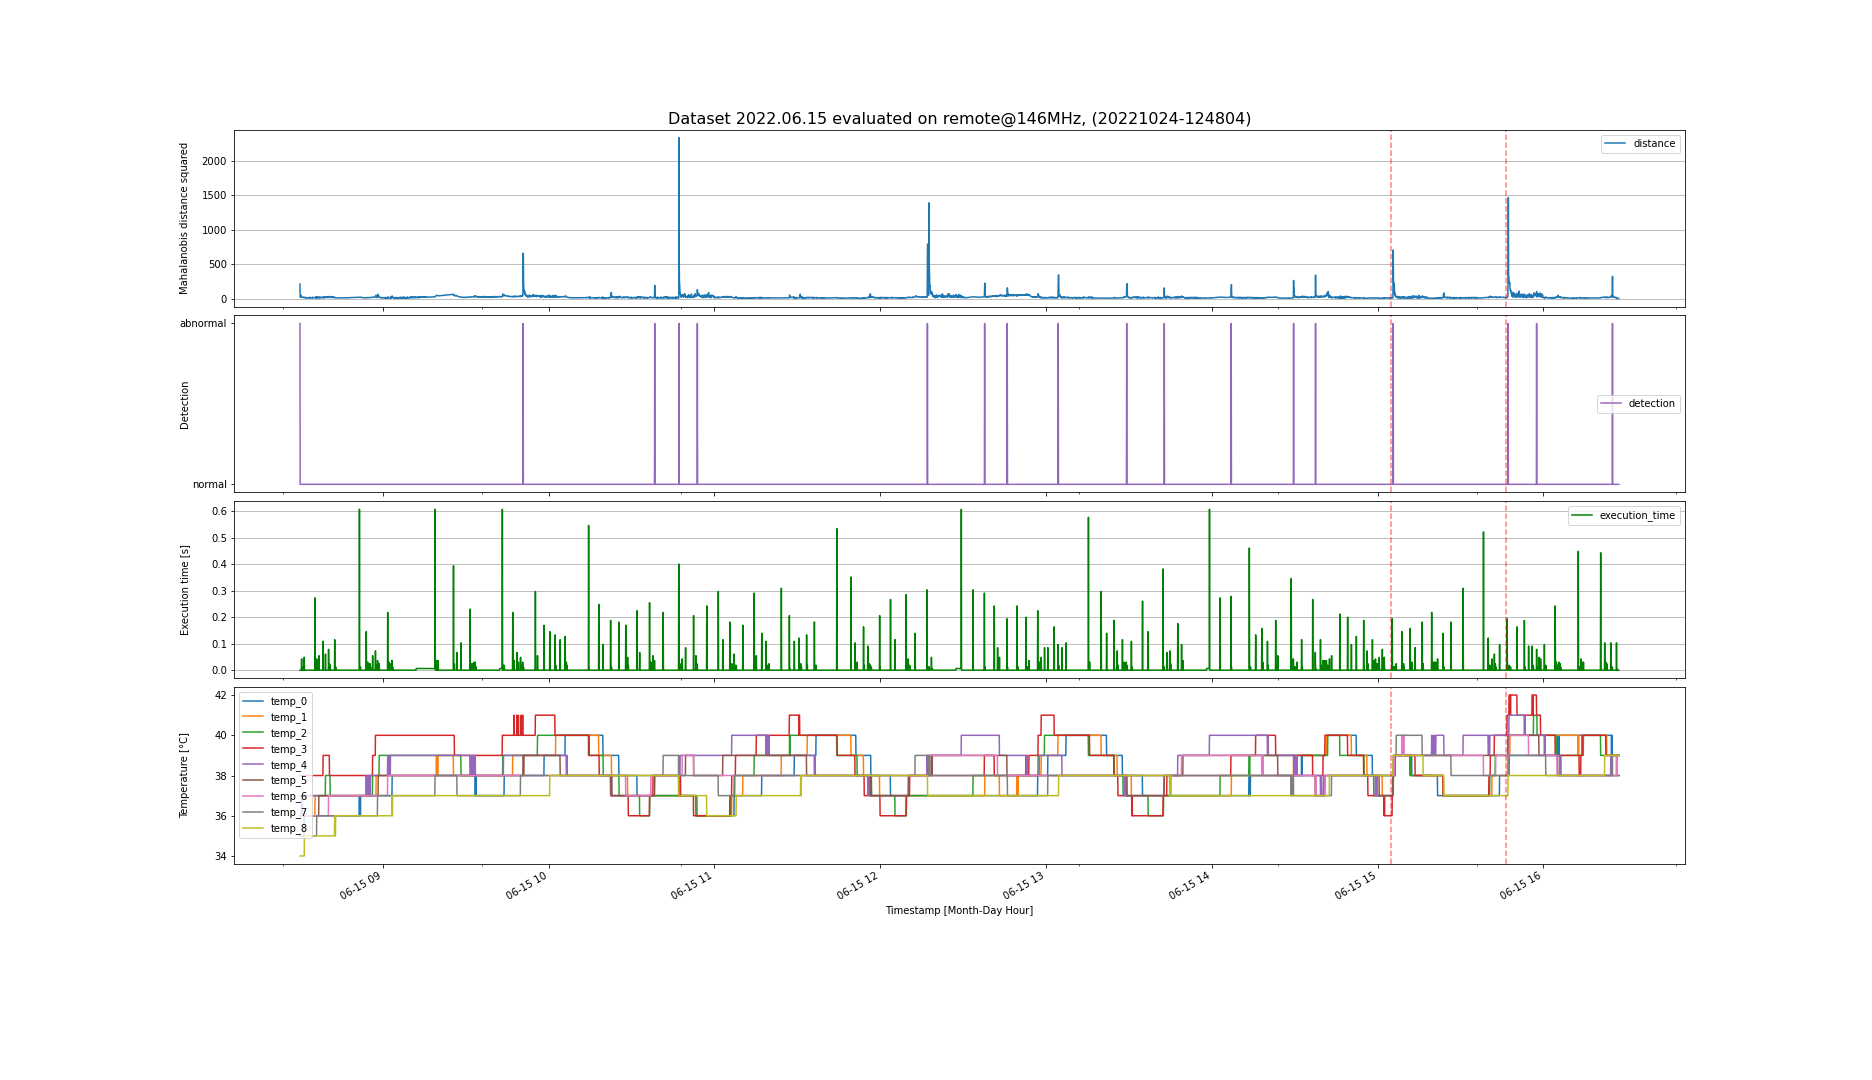 Dataset 2022.06.15 evaluated on remote@146MHz, (20221024-124804)
Mahalanobis distance squared
2000
1500
1000
500
0
distance
Detection
abnormal
normal
detection
Execution time [s]
0.6
0.5
0.4
0.3
0.2
0.1
0.0
execution_time
Temperature [°C]
42
40
38
36
34
temp_0
temp_1
temp_2
temp_3
temp_4
temp_5
temp_6
temp_7
temp_8
06-15 09
06-15 10
06-15 11
06-15 12
06-15 13
06-15 14
06-15 15
06-15 16
Timestamp [Month-Day Hour]